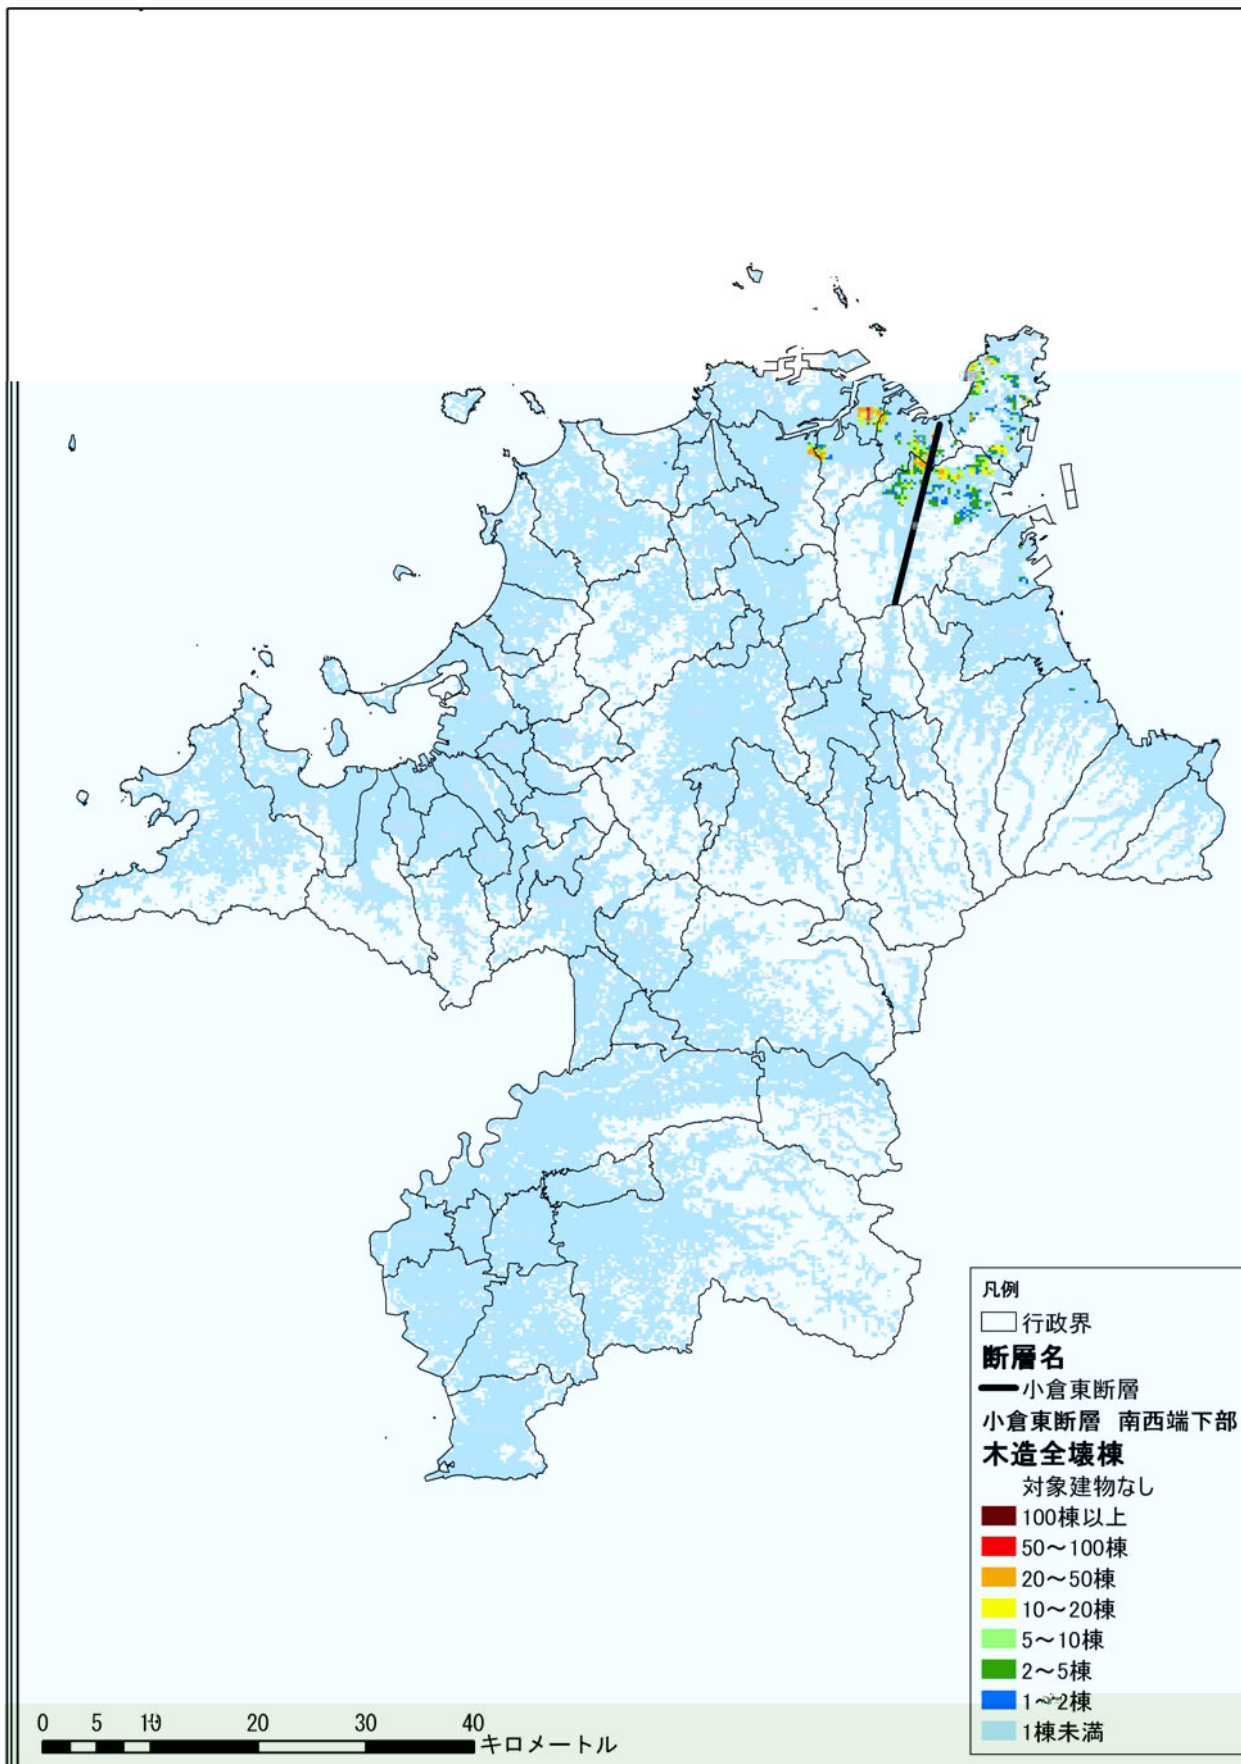 凡例
行政界
断層名
小倉東断層
小倉東断層 南西端下部
木造全壊棟
対象建物なし
100棟以上
50～100棟
20～50棟
10～20棟
5～10棟
2～5棟
1～2棟
1棟未満
0 5 10 20 30 40
キロメートル